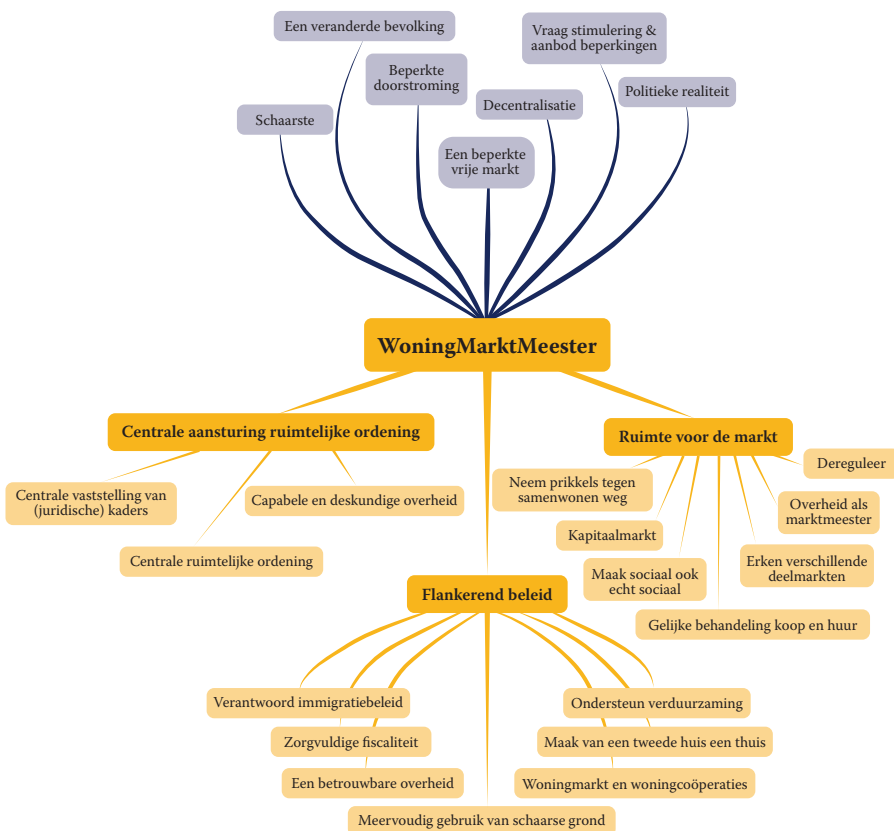 Een veranderde bevolking
Vraag stimulering &
aanbod beperkingen
Beperkte
doorstroming
Politieke realiteit
Decentralisatie
Schaarste
Een beperkte
vrije markt
WoningMarktMeester
Centrale aansturing ruimtelijke ordening
Centrale vaststelling van
(juridische) kaders
Capabele en deskundige overheid
Centrale ruimtelijke ordening
Ruimte voor de markt
Dereguleer
Neem prikkels tegen
samenwonen weg
Overheid als
marktmeester
Kapitaalmarkt
Erken verschillende
deelmarkten
Maak sociaal ook
echt sociaal
Gelijke behandeling koop en huur
Flankerend beleid
Verantwoord immigratiebeleid
Ondersteun verduurzaming
Zorgvuldige fiscaliteit
Maak van een tweede huis een thuis
Een betrouwbare overheid
Woningmarkt en woningcoöperaties
Meervoudig gebruik van schaarse grond